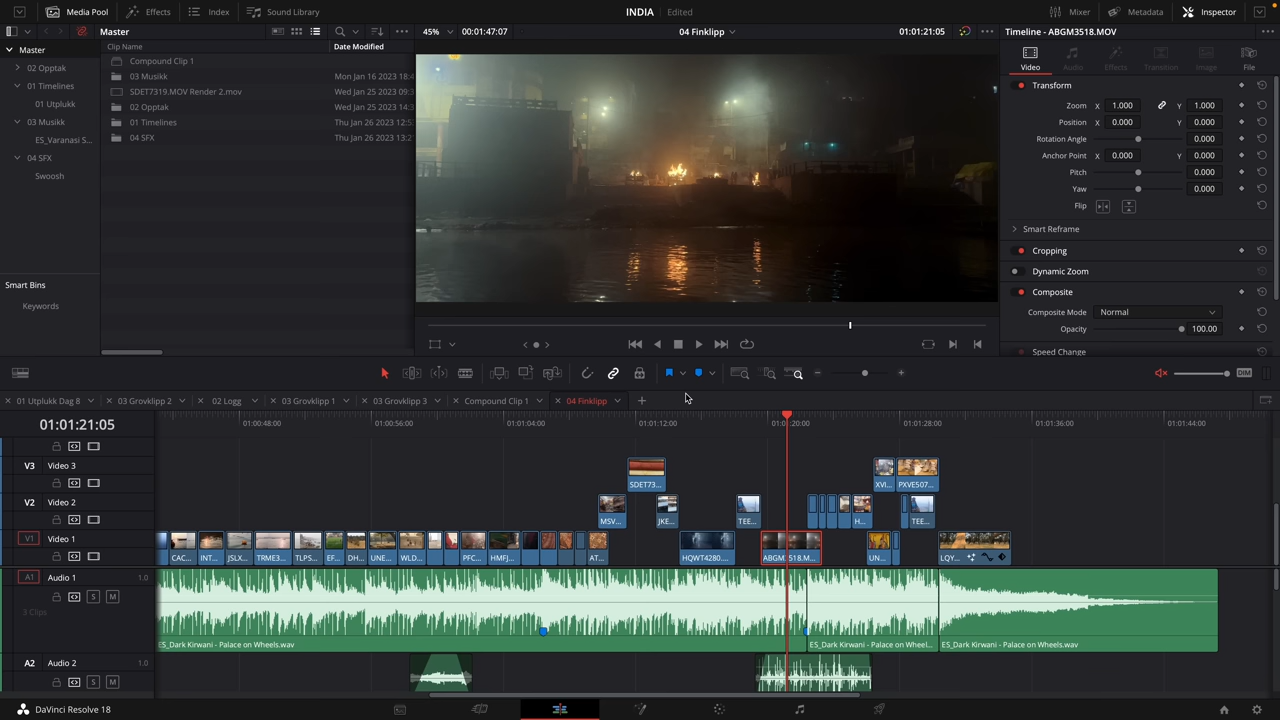 Media Pool
Effects
Index
Sound Library
INDIA
Edited
Mixer
Metadata
Inspector
Master
45%
00:01:47:07
04 Finklipp
01:01:21:05
Timeline - ABGM3518.MOV
Master
02 Opptak
01 Timelines
01 Utplukk
03 Musikk
ES_Varanasi S...
04 SFX
Swoosh
Smart Bins
Keywords
Clip Name
Date Modified
Compound Clip 1
03 Musikk
Mon Jan 16 2023 18:4
SDET7319.MOV Render 2.mov
Wed Jan 25 2023 09:3
02 Opptak
Wed Jan 25 2023 14:3
01 Timelines
Thu Jan 26 2023 12:5
04 SFX
Thu Jan 26 2023 13:2
Video
Audio
Effects
Transition
Image
File
Transform
Zoom X 1.000 Y 1.000
Position X 0.000 Y 0.000
Rotation Angle 0.000
Anchor Point X 0.000 Y 0.000
Pitch 0.000
Yaw 0.000
Flip
Smart Reframe
Cropping
Dynamic Zoom
Composite
Composite Mode Normal
Opacity 100.00
Speed Change
DIM
01 Utplukk Dag 8
03 Grovklipp 2
02 Logg
03 Grovklipp 1
03 Grovklipp 3
Compound Clip 1
04 Finklipp
01:01:21:05
01:00:48:00
01:00:56:00
01:01:04:00
01:01:12:00
01:01:20:00
01:01:28:00
01:01:36:00
01:01:44:00
V3 Video 3
SDET73...
XVI...
PXVE507...
V2 Video 2
MSV...
JKE...
TEE...
H...
TEE...
V1 Video 1
CAC...
INT...
JSLX...
TRME3...
TLPS...
EF...
DH...
UNE...
WLD...
PFC...
HMFJ...
AT...
HQWT4280....
ABGM3518.M...
UN...
LQY...
A1 Audio 1 1.0
S M
3 Clips
ES_Dark Kirwani - Palace on Wheels.wav
ES_Dark Kirwani - Palace on Wheel...
ES_Dark Kirwani - Palace on Wheels.wav
A2 Audio 2 1.0
S M
DaVinci Resolve 18